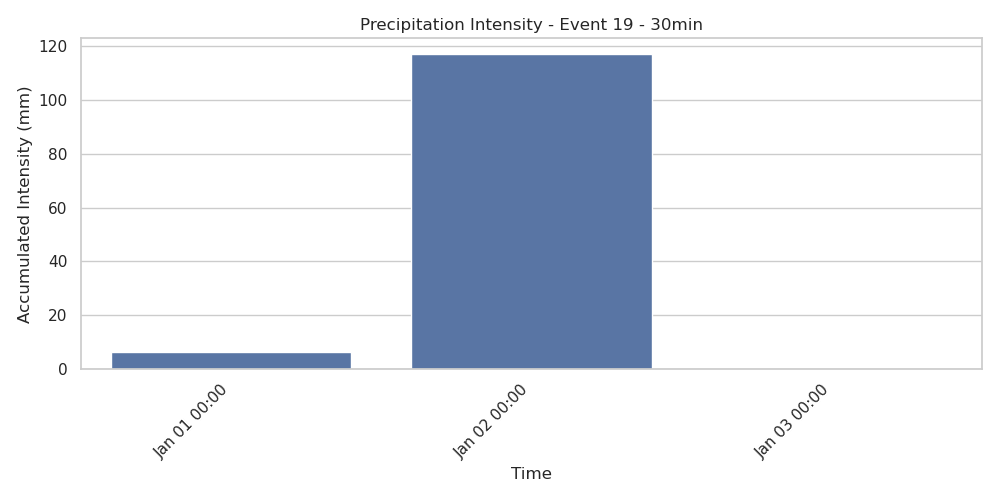 Precipitation Intensity - Event 19 - 30min
Accumulated Intensity (mm)
120
100
80
60
40
20
0
Jan 01 00:00
Jan 02 00:00
Jan 03 00:00
Time